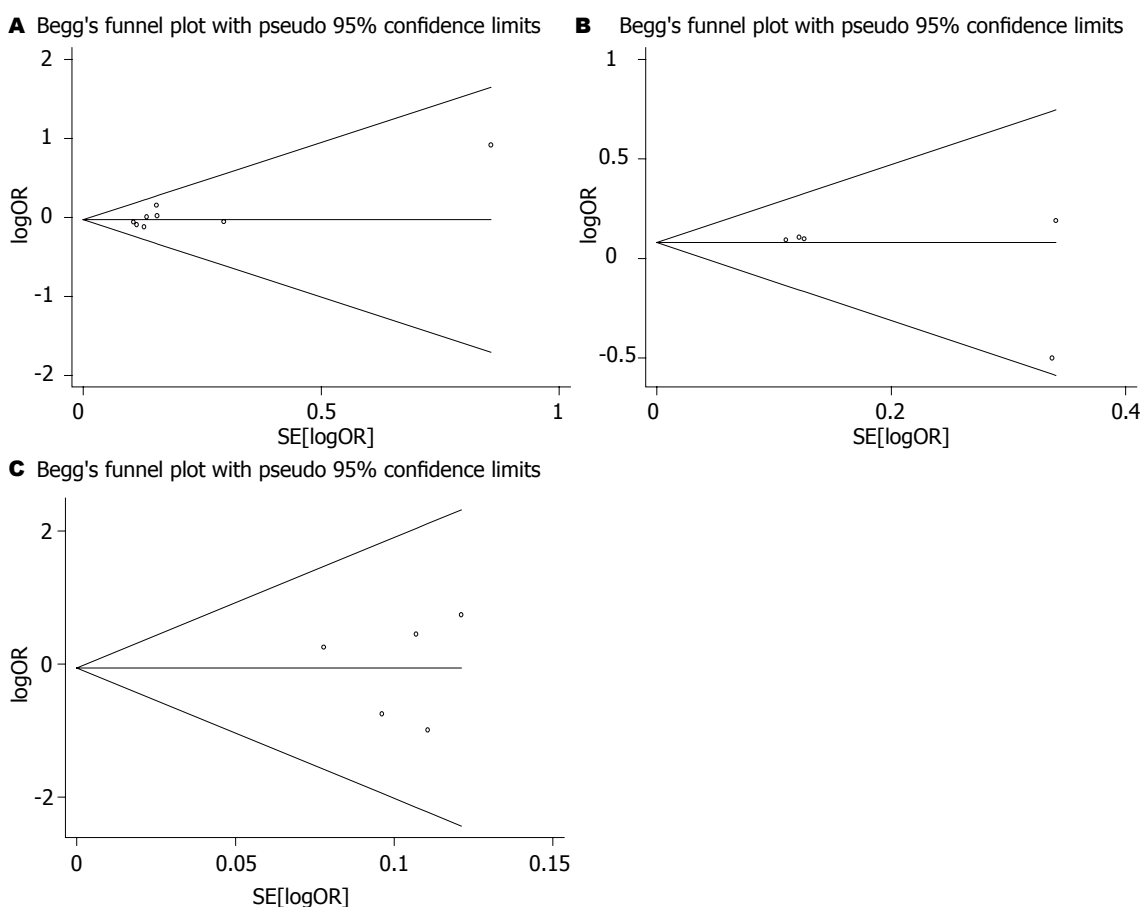 A Begg's funnel plot with pseudo 95% confidence limits
2
1
0
-1
-2
logOR
0 0.5 1
SE[logOR]
B Begg's funnel plot with pseudo 95% confidence limits
1
0.5
0
-0.5
logOR
0 0.2 0.4
SE[logOR]
C Begg's funnel plot with pseudo 95% confidence limits
2
0
-2
logOR
0 0.05 0.1 0.15
SE[logOR]